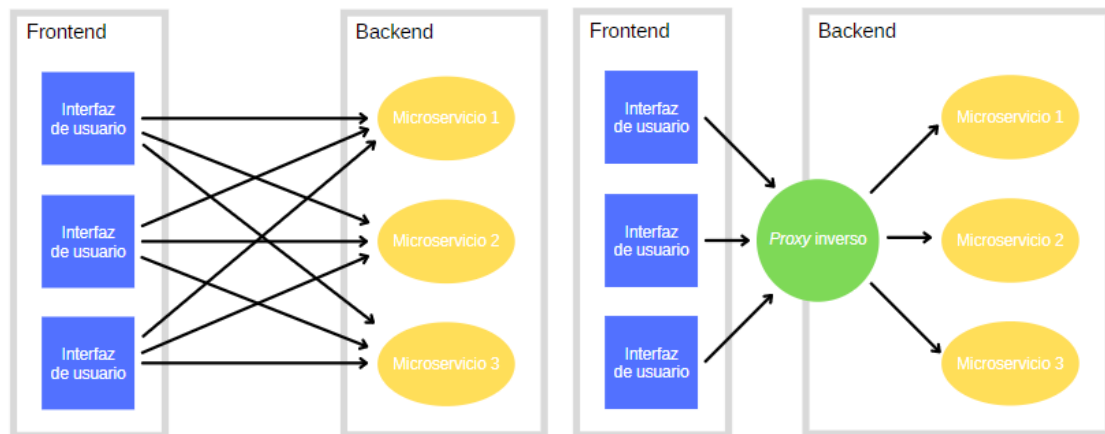 Frontend
Interfaz
de usuario
Interfaz
de usuario
Interfaz
de usuario
Backend
Microservicio 1
Microservicio 2
Microservicio 3
Frontend
Interfaz
de usuario
Interfaz
de usuario
Interfaz
de usuario
Proxy inverso
Backend
Microservicio 1
Microservicio 2
Microservicio 3